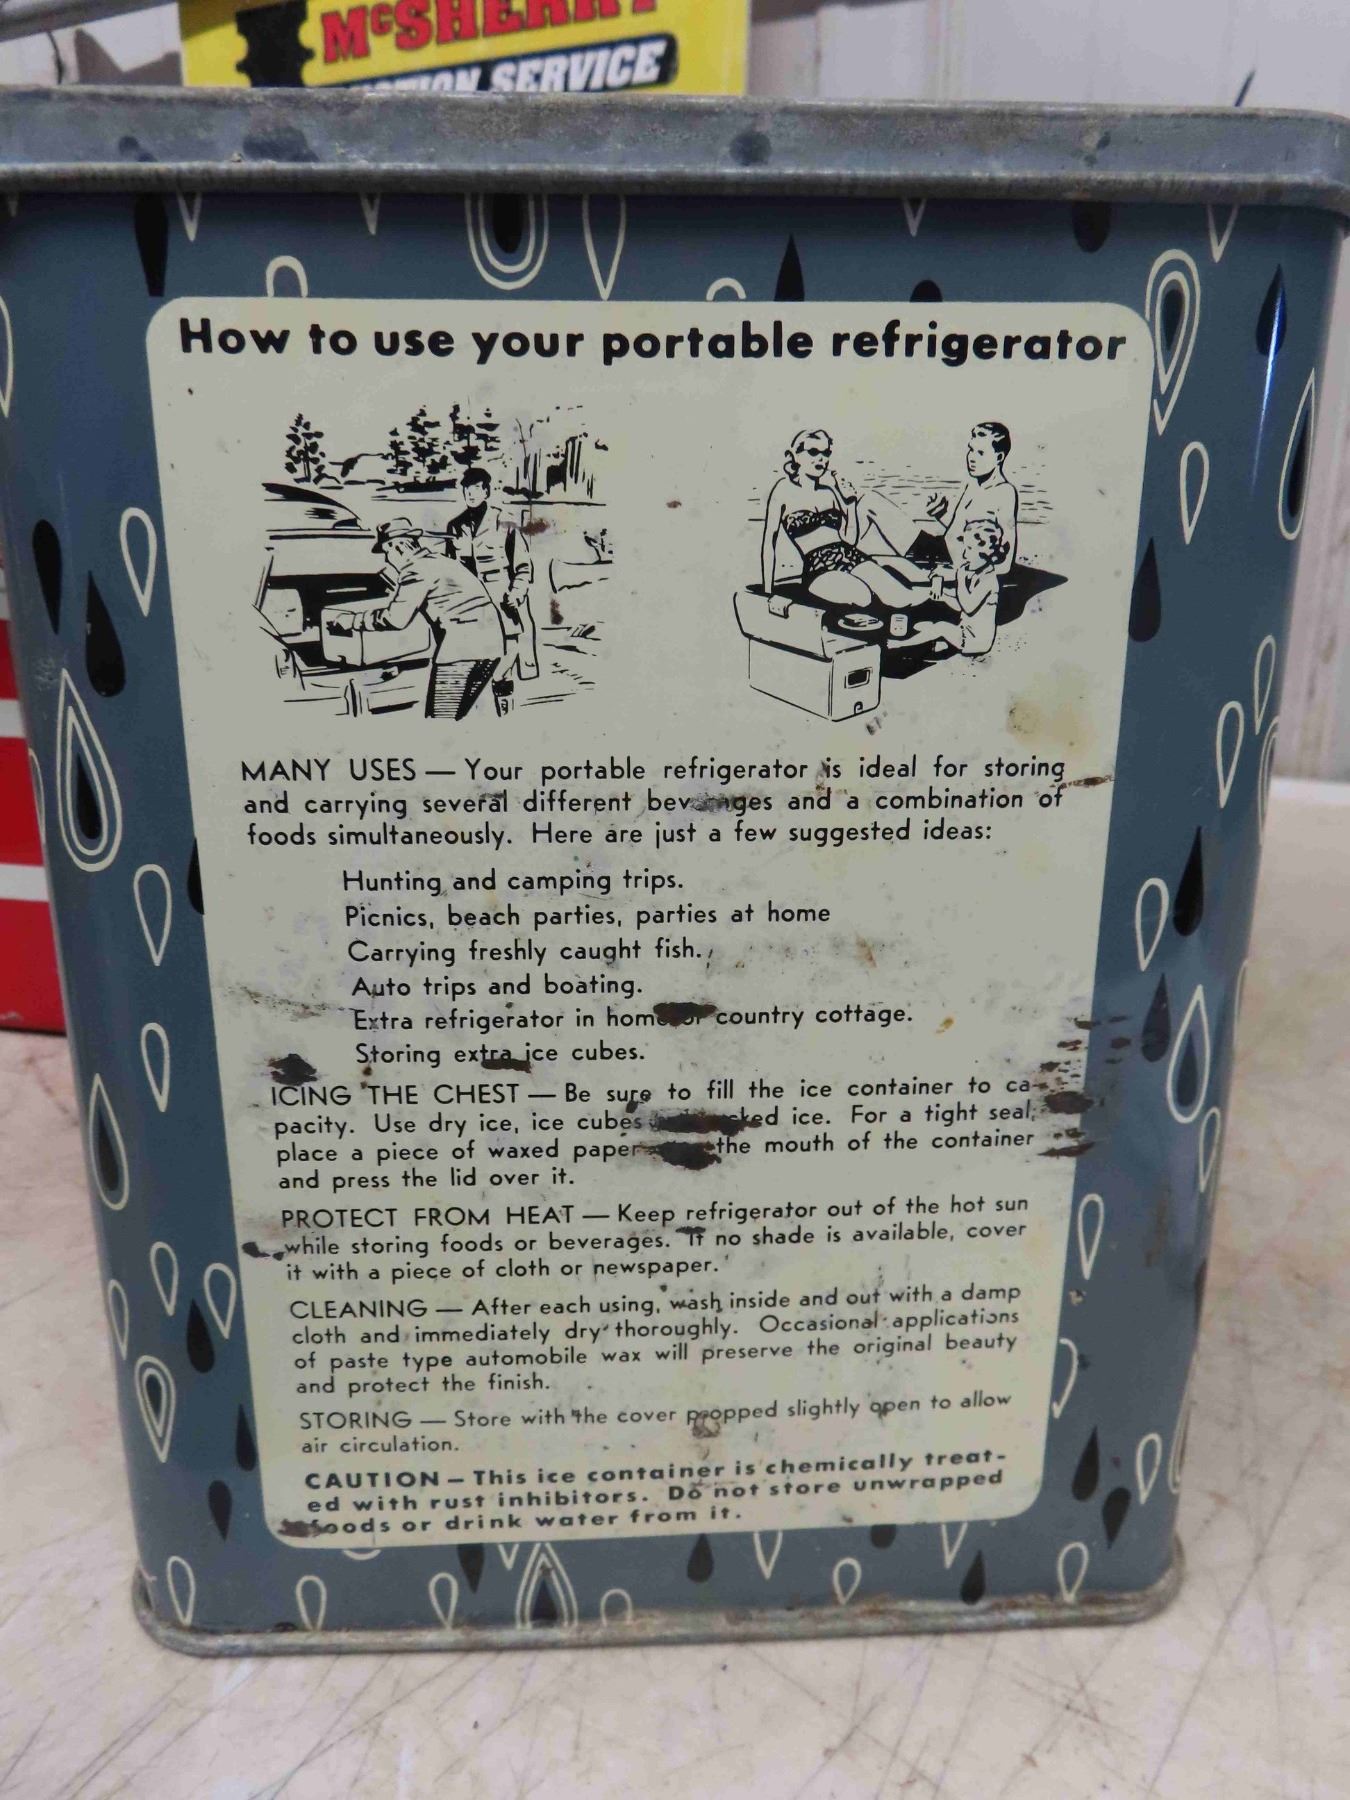 McSHERRY
AUCTION SERVICE
How to use your portable refrigerator
MANY USES — Your portable refrigerator is ideal for storing
and carrying several different beverages and a combination of
foods simultaneously. Here are just a few suggested ideas:
Hunting and camping trips.
Picnics, beach parties, parties at home
Carrying freshly caught fish.
Auto trips and boating.
Extra refrigerator in home or country cottage.
Storing extra ice cubes.
ICING THE CHEST — Be sure to fill the ice container to ca-
pacity. Use dry ice, ice cubes ice. For a tight seal,
place a piece of waxed paper the mouth of the container
and press the lid over it.
PROTECT FROM HEAT — Keep refrigerator out of the hot sun
while storing foods or beverages. If no shade is available, cover
it with a piece of cloth or newspaper.
CLEANING — After each using, wash inside and out with a damp
cloth and immediately dry thoroughly. Occasional applications
of paste type automobile wax will preserve the original beauty
and protect the finish.
STORING — Store with the cover propped slightly open to allow
air circulation.
CAUTION — This ice container is chemically treat-
ed with rust inhibitors. Do not store unwrapped
foods or drink water from it.